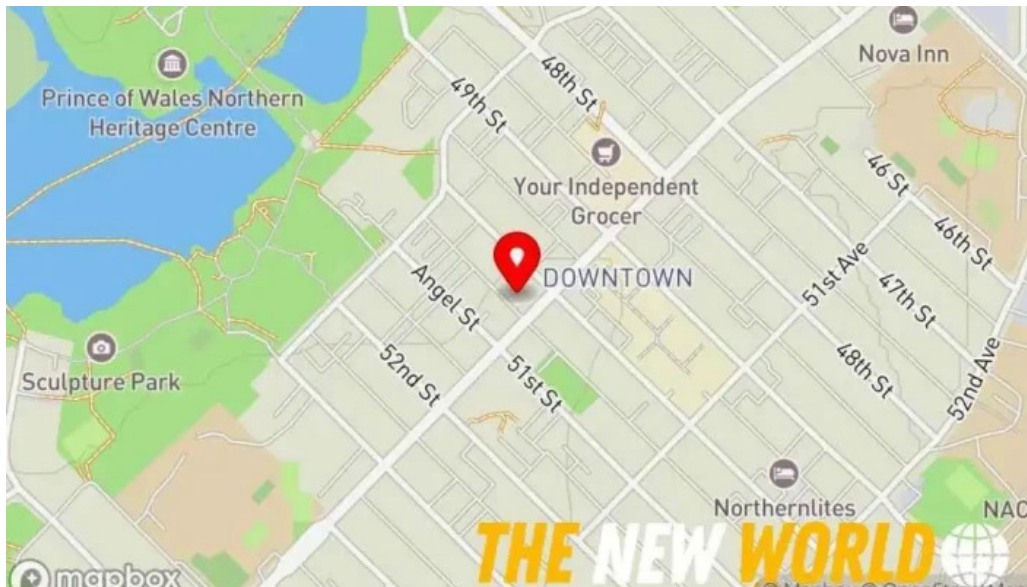 Nova Inn
48th St
49th St
Prince of Wales Northern
Heritage Centre
Your Independent
Grocer
46 St
46th St
DOWNTOWN
51st Ave
47th St
Angel St
52nd St
51st St
48th St
52nd Ave
Sculpture Park
Northernlites
NAC
THE NEW WORLD
mapbox